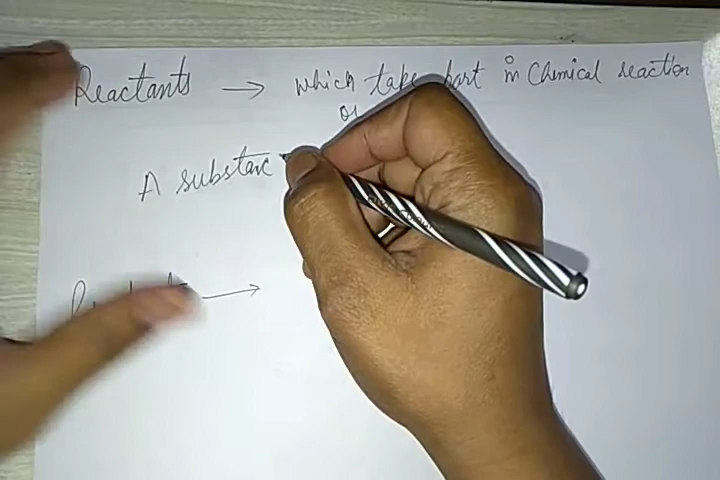 Reactants → which take part in Chemical reaction
or
A substanc
→